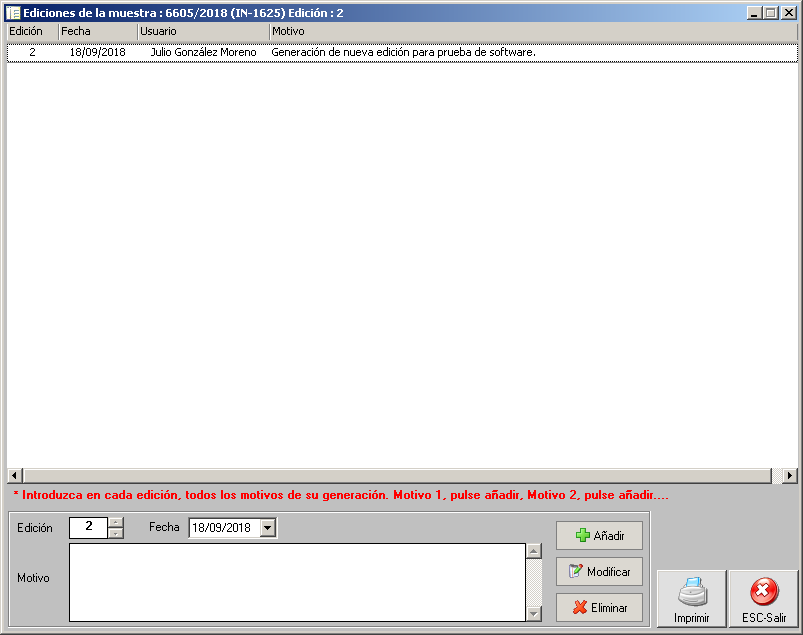 Ediciones de la muestra : 6605/2018 (IN-1625) Edición : 2
Edición Fecha Usuario Motivo
2 18/09/2018 Julio González Moreno Generación de nueva edición para prueba de software.
* Introduzca en cada edición, todos los motivos de su generación. Motivo 1, pulse añadir, Motivo 2, pulse añadir....
Edición 2 Fecha 18/09/2018
Añadir
Motivo
Modificar
Eliminar
Imprimir
ESC-Salir